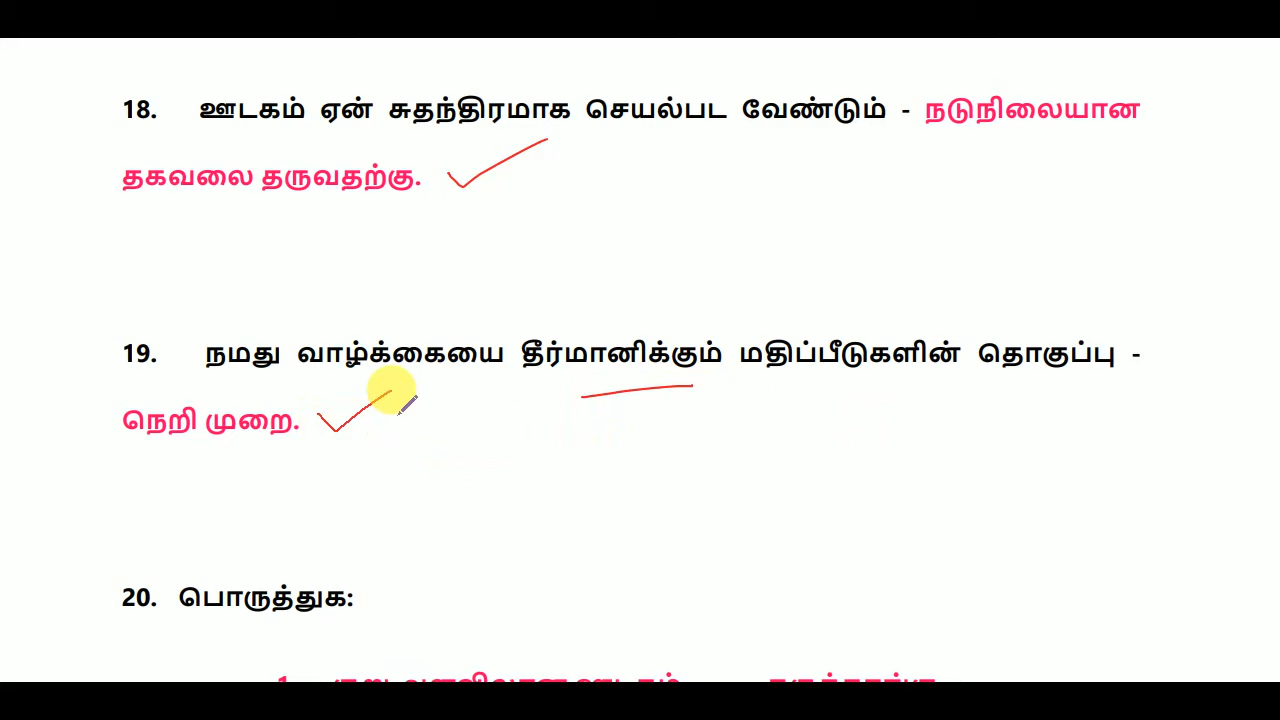 18. ஊடகம் ஏன் சுதந்திரமாக செயல்பட வேண்டும் - நடுநிலையான
தகவலை தருவதற்கு.
19. நமது வாழ்க்கையை தீர்மானிக்கும் மதிப்பீடுகளின் தொகுப்பு -
நெறி முறை.
20. பொருத்துக: